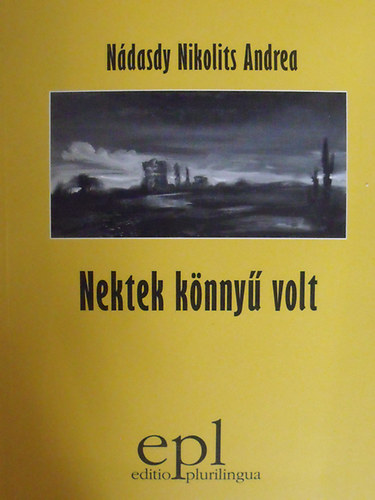 Nádasdy Nikolits Andrea
Nektek könnyű volt
epl
editio plurilingua